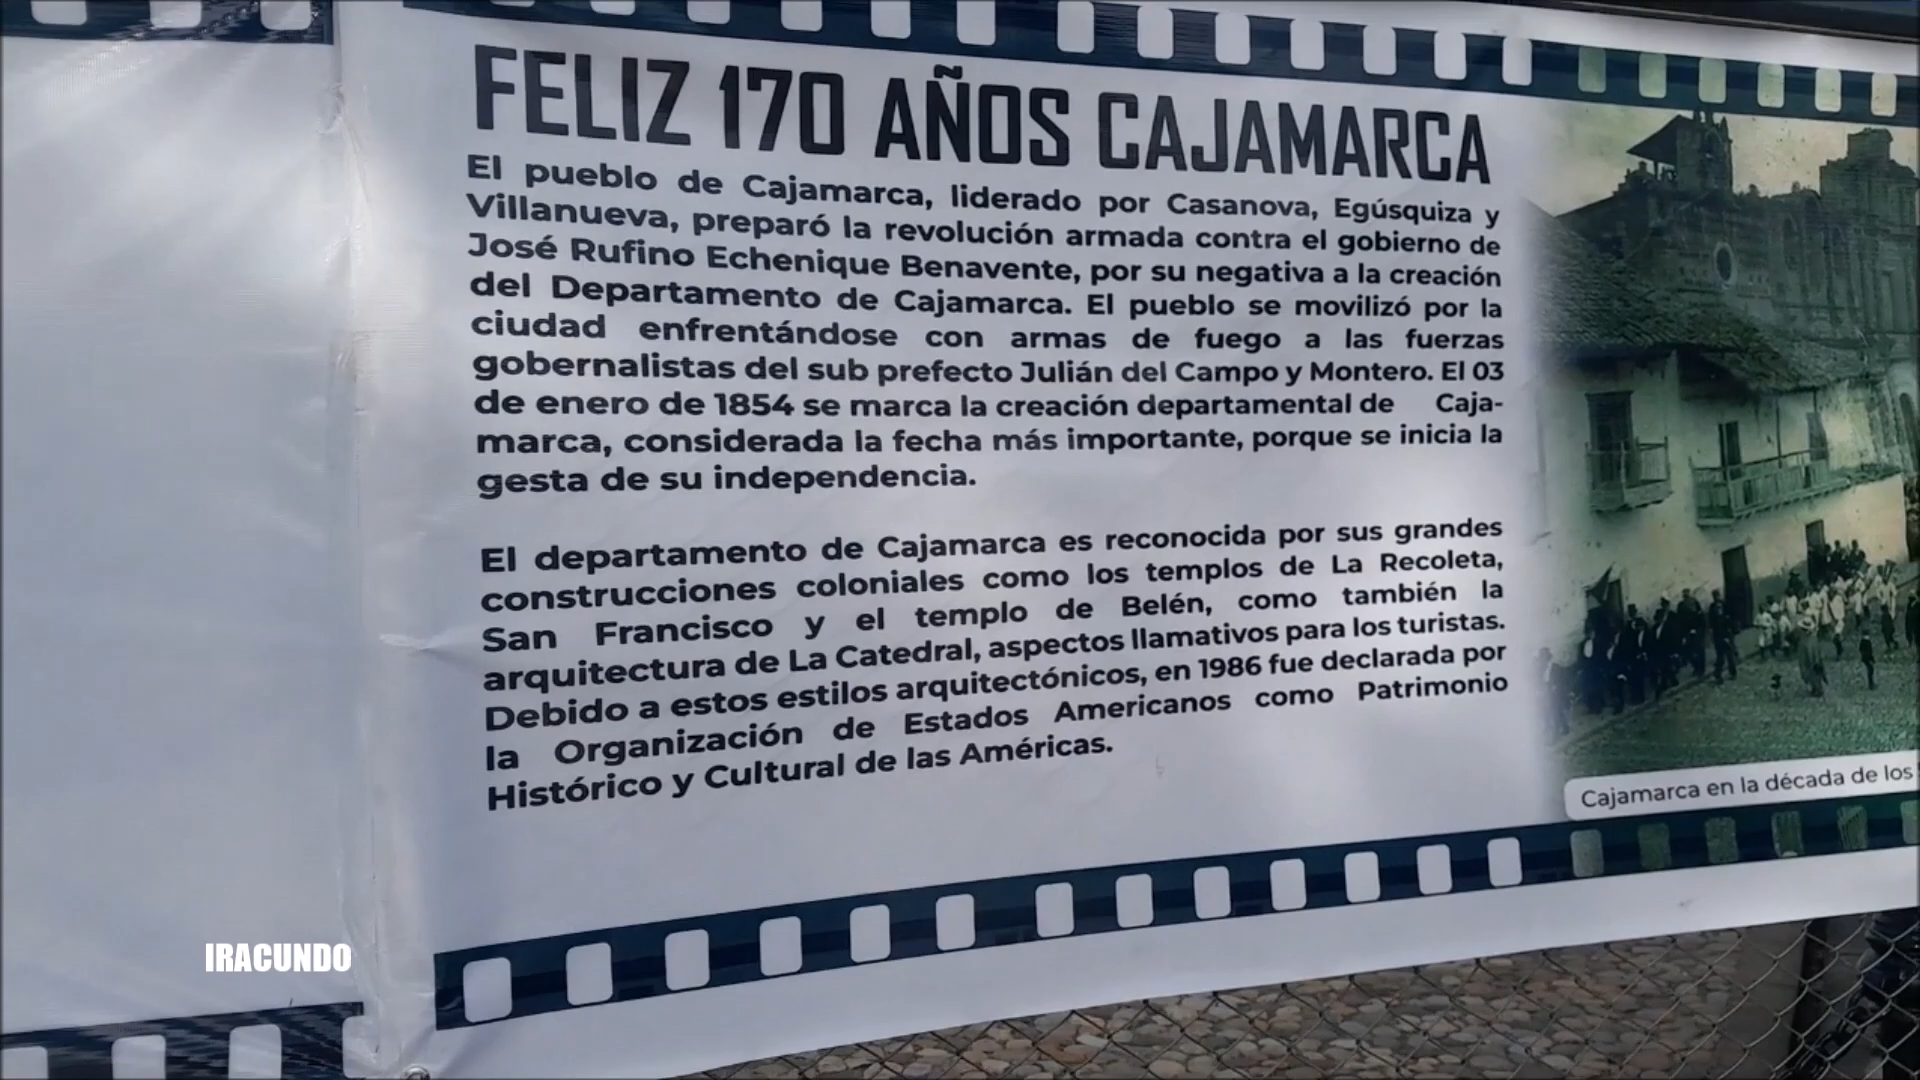 FELIZ 170 AÑOS CAJAMARCA
El pueblo de Cajamarca, liderado por Casanova, Egúsquiza y
Villanueva, preparó la revolución armada contra el gobierno de
José Rufino Echenique Benavente, por su negativa a la creación
del Departamento de Cajamarca. El pueblo se movilizó por la
ciudad enfrentándose con armas de fuego a las fuerzas
gobernalistas del sub prefecto Julián del Campo y Montero. El 03
de enero de 1854 se marca la creación departamental de Caja-
marca, considerada la fecha más importante, porque se inicia la
gesta de su independencia.
El departamento de Cajamarca es reconocida por sus grandes
construcciones coloniales como los templos de La Recoleta,
San Francisco y el templo de Belén, como también la
arquitectura de La Catedral, aspectos llamativos para los turistas.
Debido a estos estilos arquitectónicos, en 1986 fue declarada por
la Organización de Estados Americanos como Patrimonio
Histórico y Cultural de las Américas.
Cajamarca en la década de los
IRACUNDO